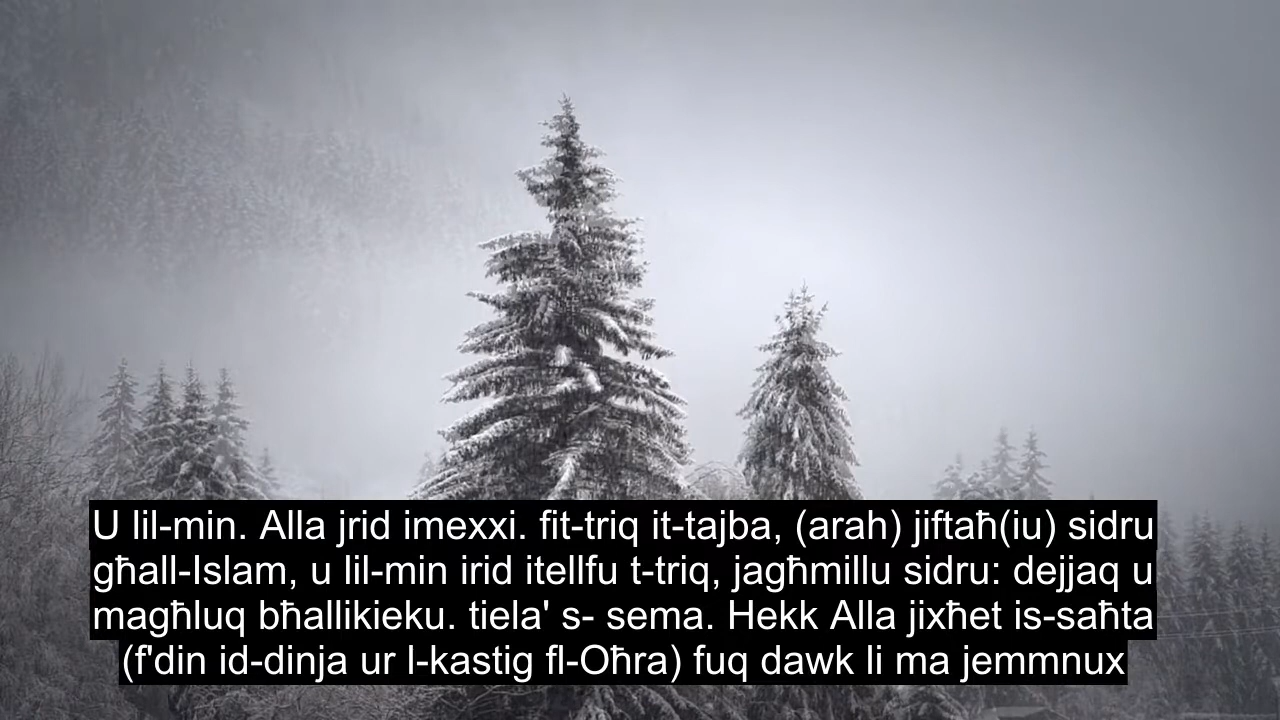 U lil-min. Alla jrid imexxi. fit-triq it-tajba, (arah) jiftaħ(iu) sidru
għall-Islam, u lil-min irid itellfu t-triq, jagħmillu sidru: dejjaq u
magħluq bħallikieku. tiela' s- sema. Hekk Alla jixħet is-saħta
(f'din id-dinja ur l-kastig fl-Oħra) fuq dawk li ma jemmnux